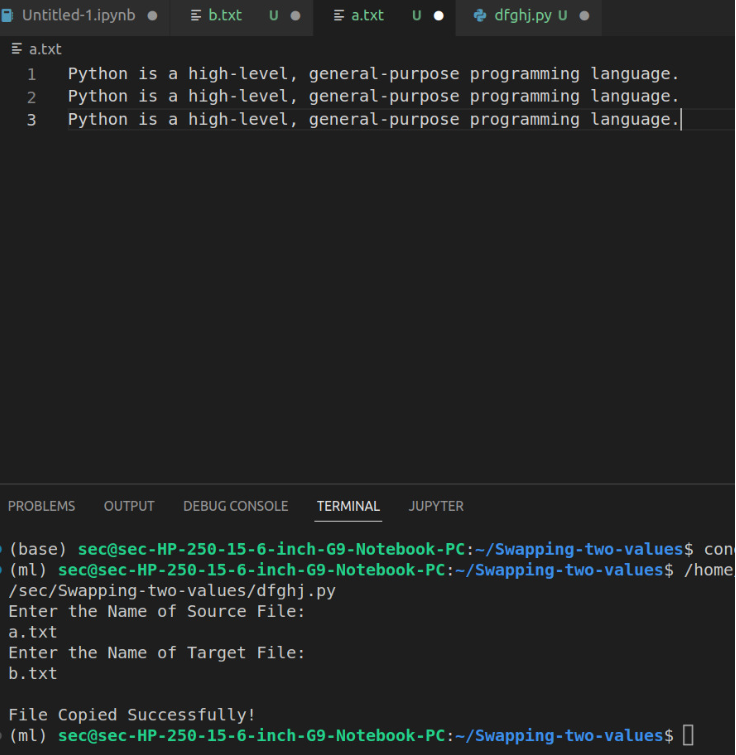 Untitled-1.ipynb b.txt U a.txt U dfghj.py U
a.txt
1 Python is a high-level, general-purpose programming language.
2 Python is a high-level, general-purpose programming language.
3 Python is a high-level, general-purpose programming language.
PROBLEMS OUTPUT DEBUG CONSOLE TERMINAL JUPYTER
(base) sec@sec-HP-250-15-6-inch-G9-Notebook-PC:~/Swapping-two-values$ con
(ml) sec@sec-HP-250-15-6-inch-G9-Notebook-PC:~/Swapping-two-values$ /home
/sec/Swapping-two-values/dfghj.py
Enter the Name of Source File:
a.txt
Enter the Name of Target File:
b.txt
File Copied Successfully!
(ml) sec@sec-HP-250-15-6-inch-G9-Notebook-PC:~/Swapping-two-values$